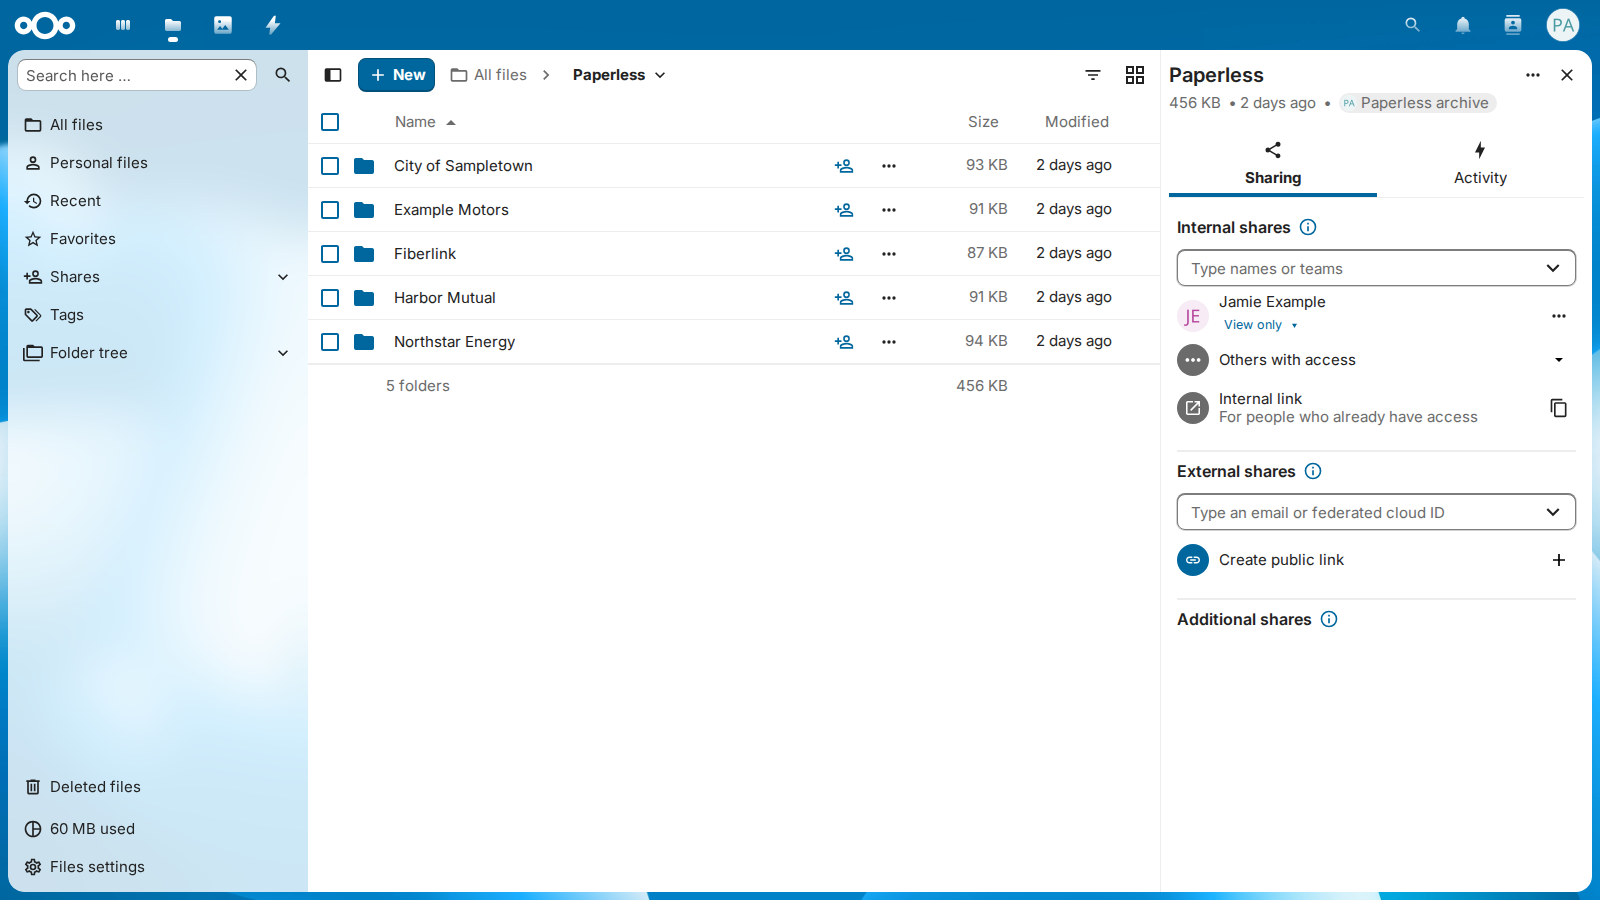 PA
Search here ...
All files
Personal files
Recent
Favorites
Shares
Tags
Folder tree
Deleted files
60 MB used
Files settings
New
All files
Paperless
Name
Size
Modified
City of Sampletown
93 KB
2 days ago
Example Motors
91 KB
2 days ago
Fiberlink
87 KB
2 days ago
Harbor Mutual
91 KB
2 days ago
Northstar Energy
94 KB
2 days ago
5 folders
456 KB
Paperless
456 KB • 2 days ago • PA Paperless archive
Sharing
Activity
Internal shares
Type names or teams
JE
Jamie Example
View only
Others with access
Internal link
For people who already have access
External shares
Type an email or federated cloud ID
Create public link
Additional shares